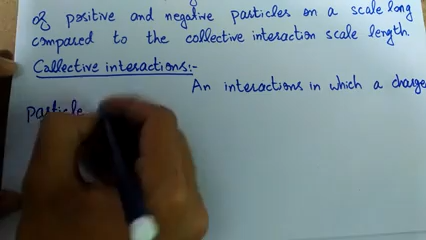 of positive and negative particles on a scale long
compared to the collective interaction scale length.
Collective interactions:-
An interactions in which a charge
Particle